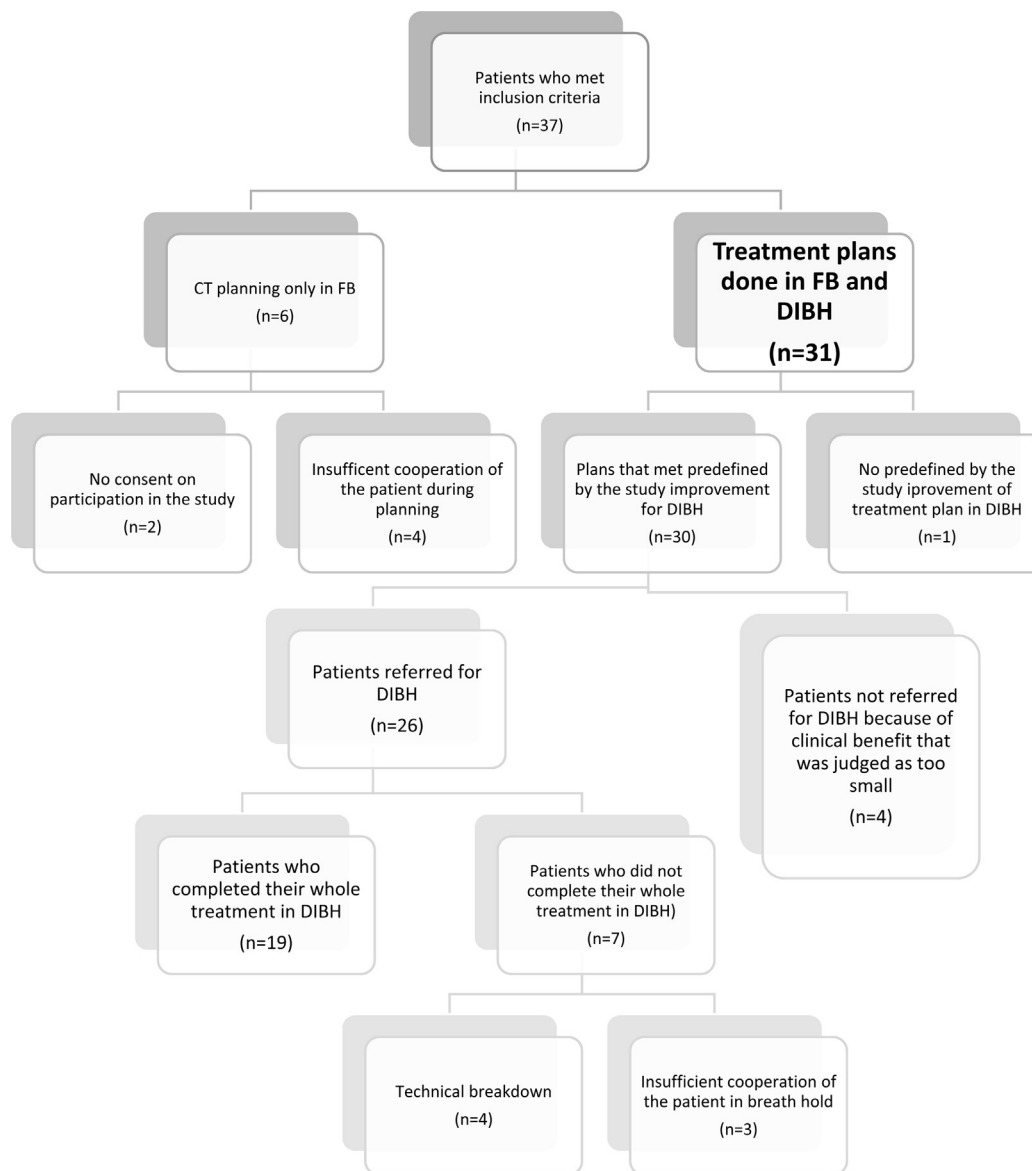 Patients who met
inclusion criteria
(n=37)
CT planning only in FB
(n=6)
Treatment plans
done in FB and
DIBH
(n=31)
No consent on
participation in the study
(n=2)
Insufficent cooperation of
the patient during
planning
(n=4)
Plans that met predefined
by the study imrpovement
for DIBH
(n=30)
No predefined by the
study iprovement of
treatment plan in DIBH
(n=1)
Patients referred for
DIBH
(n=26)
Patients not referred
for DIBH because of
clinical benefit that
was judged as too
small
(n=4)
Patients who
completed their whole
treatment in DIBH
(n=19)
Patients who did not
complete their whole
treatment in DIBH)
(n=7)
Technical breakdown
(n=4)
Insufficient cooperation of
the patient in breath hold
(n=3)